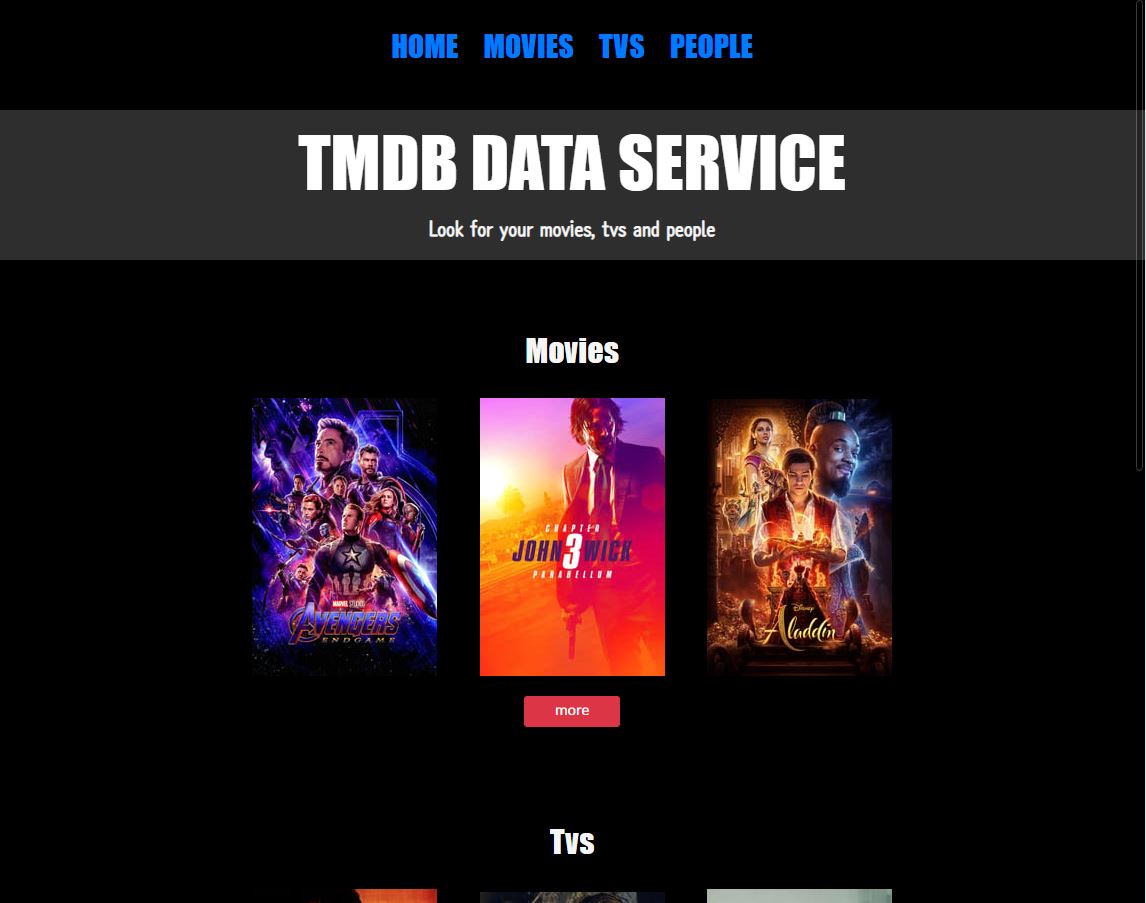 HOME MOVIES TVS PEOPLE
TMDB DATA SERVICE
Look for your movies, tvs and people
Movies
MARVEL STUDIOS
AVENGERS
ENDGAME
CHAPTER
JOHN 3 WICK
PARABELLUM
Disney
Aladdin
more
Tvs